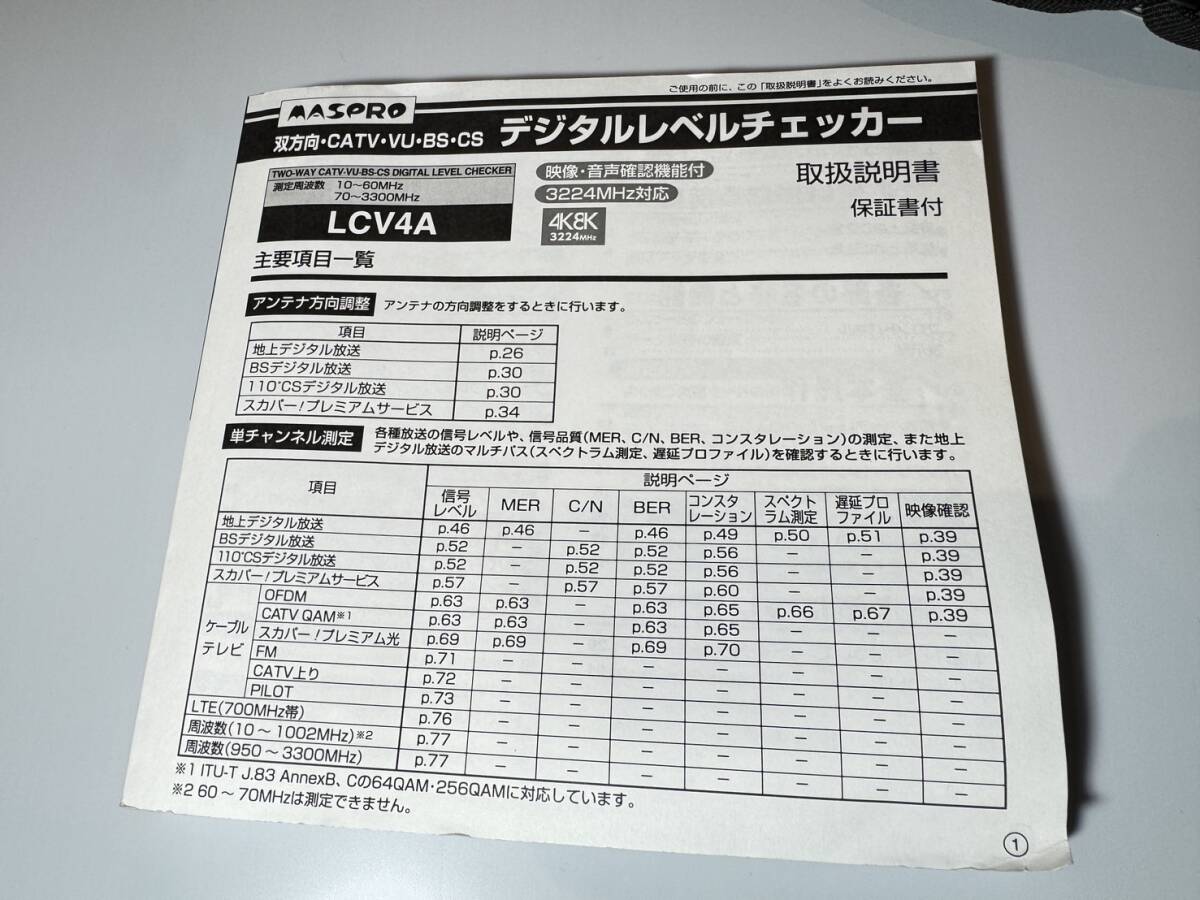 ご使用の前に、この「取扱説明書」をよくお読みください。
MASPRO
双方向・CATV・VU・BS・CS デジタルレベルチェッカー
TWO-WAY CATV・VU・BS・CS DIGITAL LEVEL CHECKER
測定周波数 10～60MHz
70～3300MHz
LCV4A
映像・音声確認機能付
3224MHz対応
4K8K
3224MHz
取扱説明書
保証書付
主要項目一覧
アンテナ方向調整 アンテナの方向調整をするときに行います。
項目 説明ページ
地上デジタル放送 p.26
BSデジタル放送 p.30
110°CSデジタル放送 p.30
スカパー！プレミアムサービス p.34
単チャンネル測定 各種放送の信号レベルや、信号品質(MER、C/N、BER、コンスタレーション)の測定、また地上
デジタル放送のマルチパス(スペクトラム測定、遅延プロファイル)を確認するときに行います。
項目 説明ページ
信号レベル MER C/N BER コンスタレーション スペクトラム測定 遅延プロファイル 映像確認
地上デジタル放送 p.46 p.46 － p.46 p.49 p.50 p.51 p.39
BSデジタル放送 p.52 － p.52 p.52 p.56 － － p.39
110°CSデジタル放送 p.52 － p.52 p.52 p.56 － － p.39
スカパー！プレミアムサービス p.57 － p.57 p.57 p.60 － － p.39
ケーブルテレビ
OFDM p.63 p.63 － p.63 p.65 p.66 p.67 p.39
CATV QAM※1 p.63 p.63 － p.63 p.65 － － －
スカパー！プレミアム光 p.69 p.69 － p.69 p.70 － － －
FM p.71 － － － － － － －
CATV上り p.72 － － － － － － －
PILOT p.73 － － － － － － －
LTE(700MHz帯) p.76 － － － － － － －
周波数(10～1002MHz)※2 p.77 － － － － － － －
周波数(950～3300MHz) p.77 － － － － － － －
※1 ITU-T J.83 AnnexB、Cの64QAM・256QAMに対応しています。
※2 60～70MHzは測定できません。
①